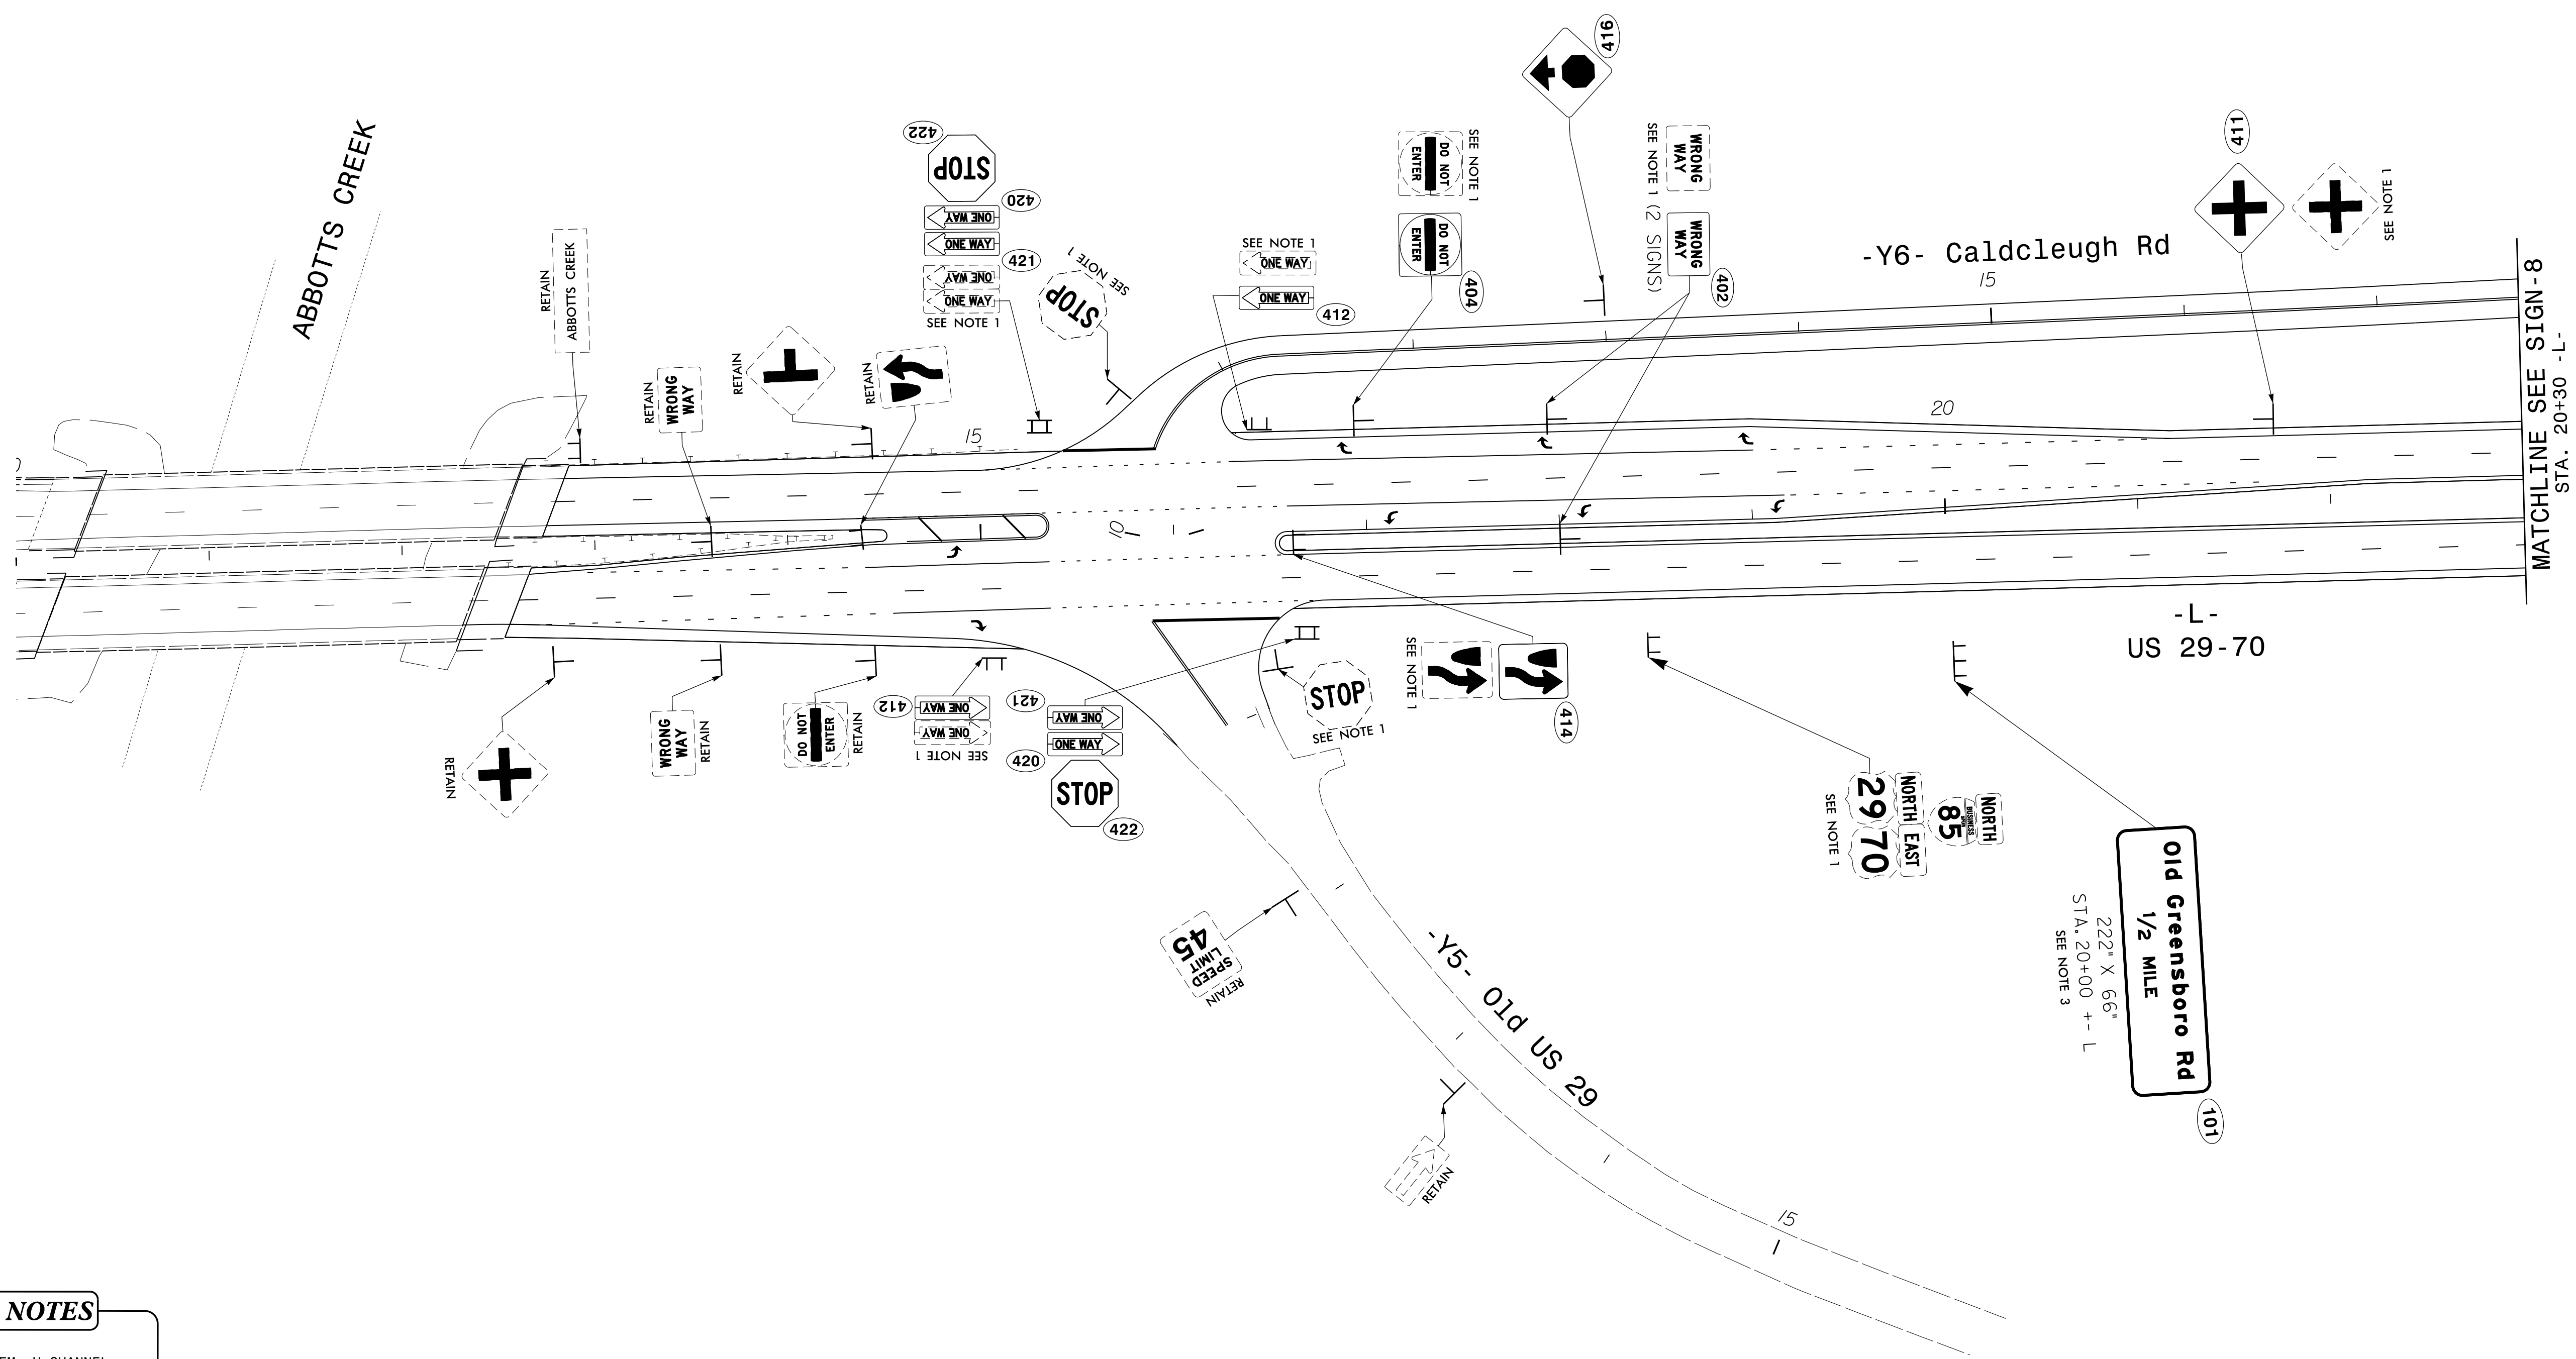 ABBOTTS CREEK
RETAIN
ABBOTTS CREEK
RETAIN
WRONG
WAY
RETAIN
RETAIN
422
STOP
420
ONE WAY
ONE WAY
421
ONE WAY
ONE WAY
SEE NOTE 1
STOP
SEE NOTE 1
SEE NOTE 1
ONE WAY
ONE WAY
412
DO NOT
ENTER
SEE NOTE 1
DO NOT
ENTER
404
416
WRONG
WAY
SEE NOTE 1 (2 SIGNS)
WRONG
WAY
402
411
SEE NOTE 1
-Y6- Caldcleugh Rd
15
15
20
10
MATCHLINE SEE SIGN-8
STA. 20+30 -L-
-L-
US 29-70
RETAIN
WRONG
WAY
RETAIN
DO NOT
ENTER
RETAIN
412
ONE WAY
ONE WAY
SEE NOTE 1
421
ONE WAY
ONE WAY
420
STOP
422
STOP
SEE NOTE 1
SEE NOTE 1
414
NORTH
BUSINESS
85
NORTH
EAST
29
70
SEE NOTE 1
Old Greensboro Rd
1/2 MILE
222" X 66"
STA. 20+00 +- L
SEE NOTE 3
101
SPEED
LIMIT
45
RETAIN
-Y5- Old US 29
RETAIN
15
NOTES